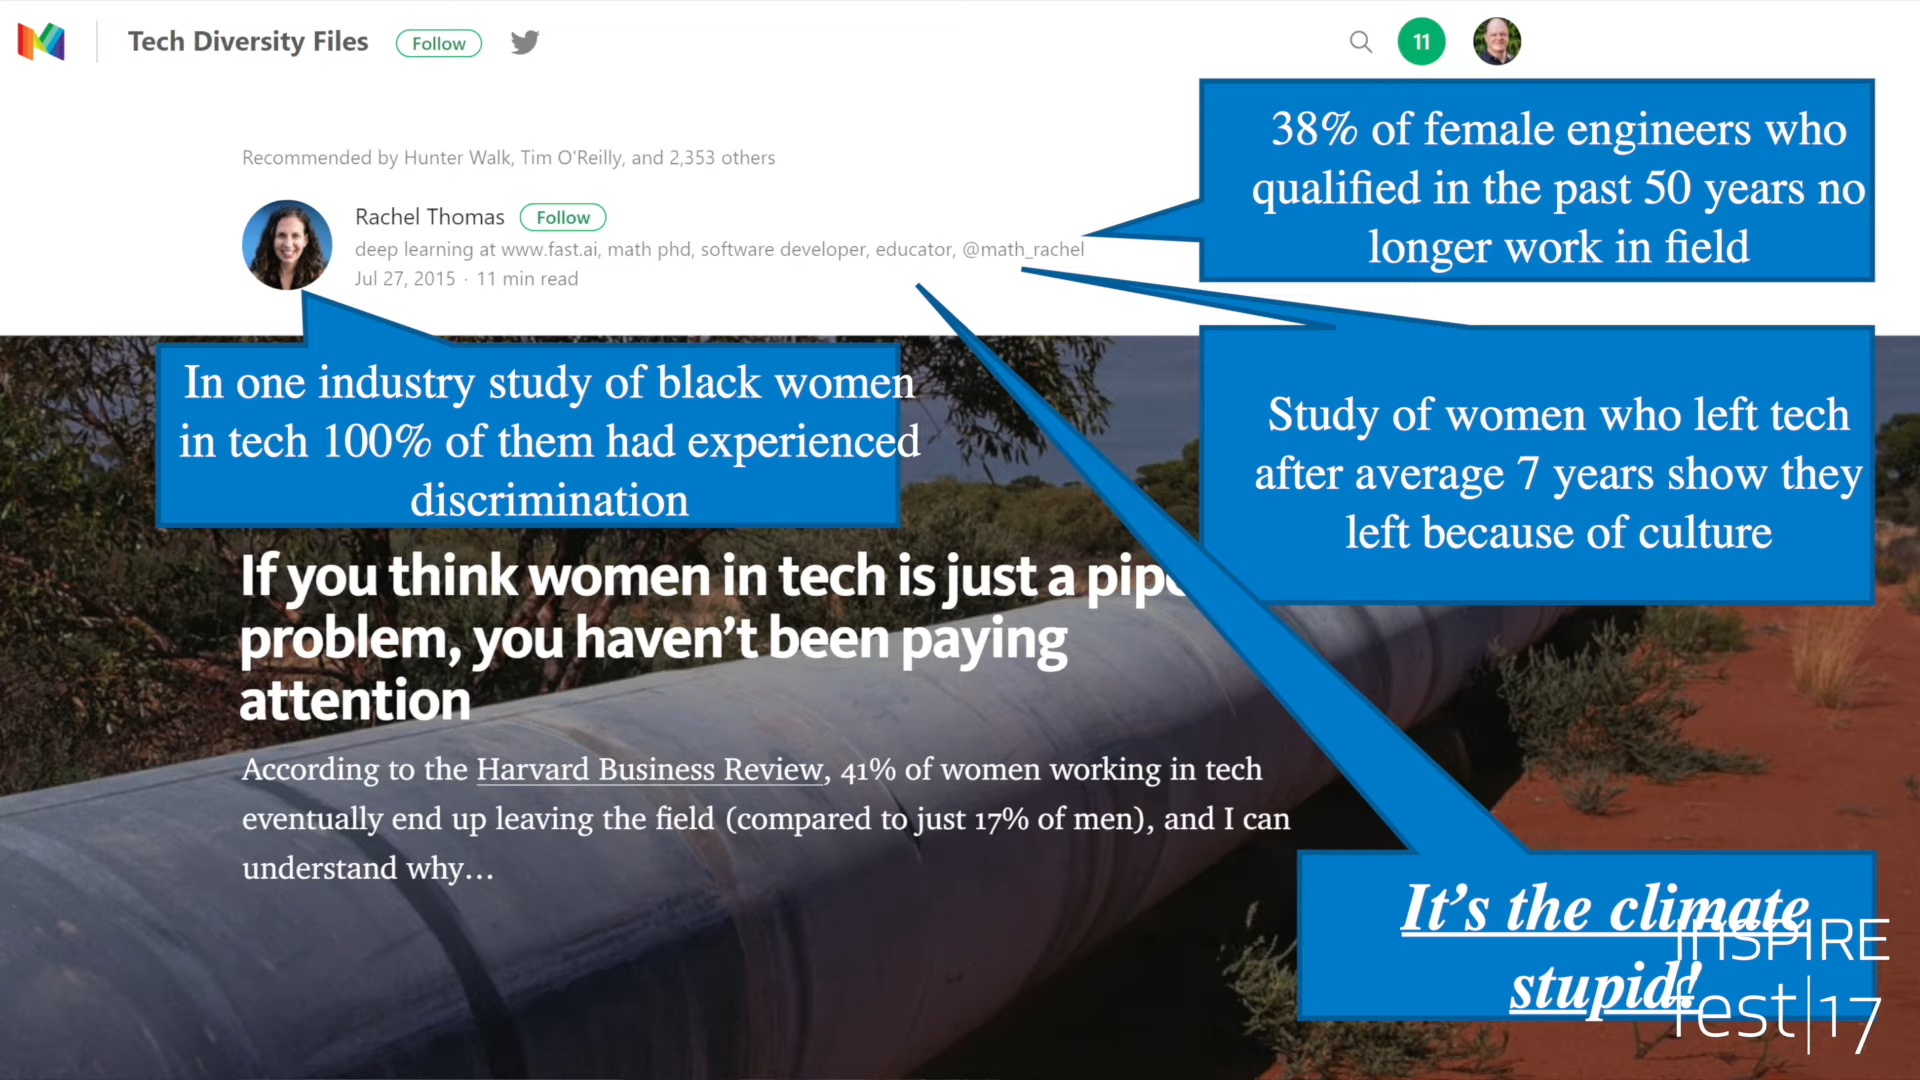 Tech Diversity Files Follow
11
Recommended by Hunter Walk, Tim O'Reilly, and 2,353 others
Rachel Thomas Follow
deep learning at www.fast.ai, math phd, software developer, educator, @math_rachel
Jul 27, 2015 · 11 min read
38% of female engineers who
qualified in the past 50 years no
longer work in field
In one industry study of black women
in tech 100% of them had experienced
discrimination
Study of women who left tech
after average 7 years show they
left because of culture
If you think women in tech is just a
problem, you haven't been paying
attention
According to the Harvard Business Review, 41% of women working in tech
eventually end up leaving the field (compared to just 17% of men), and I can
understand why…
It's the climate
stupid!
inSPIRE
fest|17